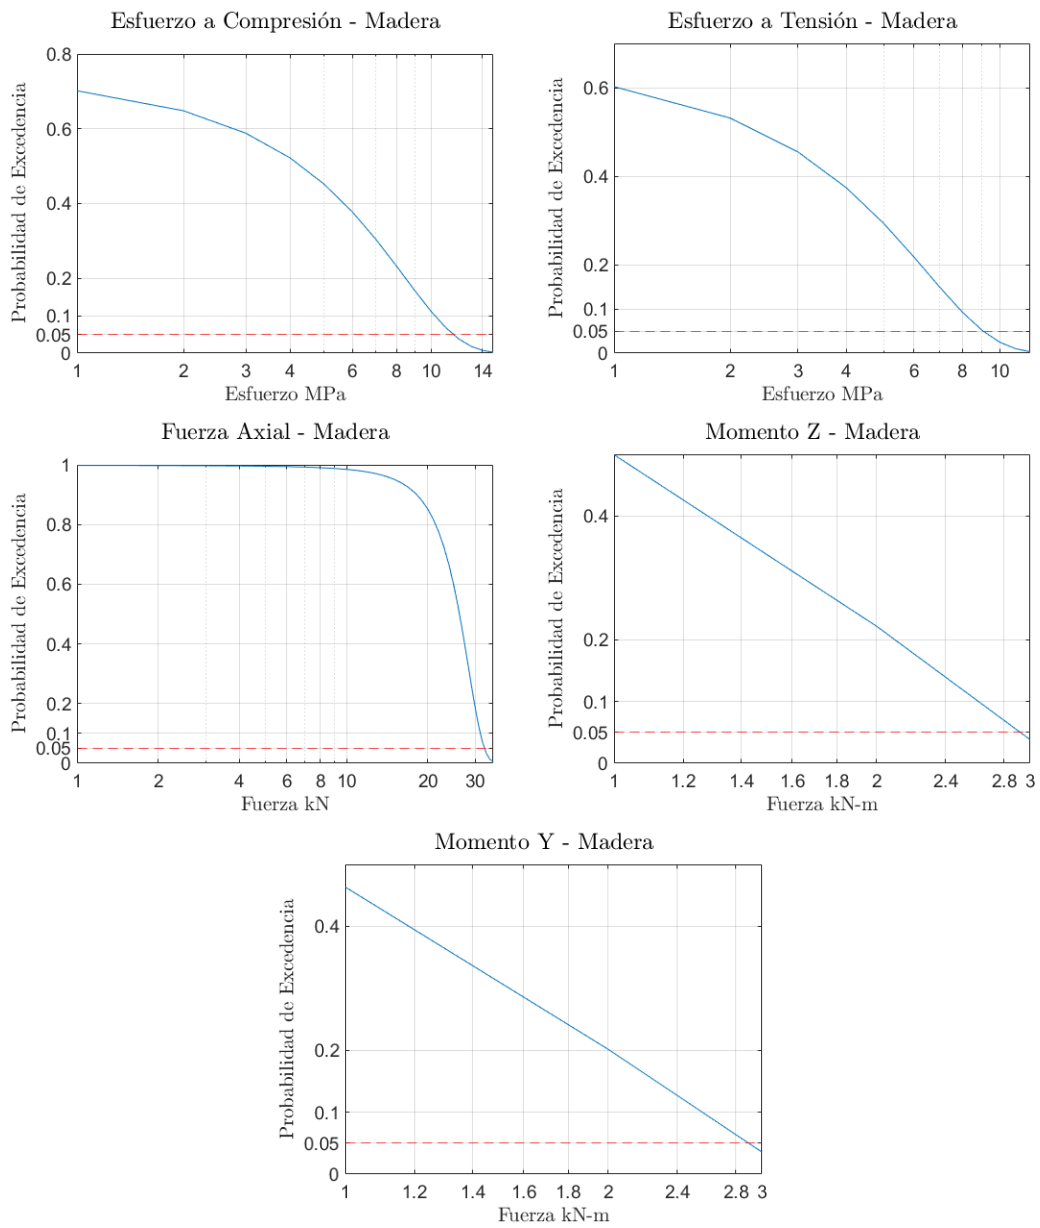 Esfuerzo a Compresión - Madera
Probabilidad de Excedencia
0.8
0.6
0.4
0.2
0.1
0.05
0
1 2 3 4 6 8 10 14
Esfuerzo MPa
Esfuerzo a Tensión - Madera
Probabilidad de Excedencia
0.6
0.4
0.2
0.1
0.05
0
1 2 3 4 6 8 10
Esfuerzo MPa
Fuerza Axial - Madera
Probabilidad de Excedencia
1
0.8
0.6
0.4
0.2
0.1
0.05
0
1 2 4 6 8 10 20 30
Fuerza kN
Momento Z - Madera
Probabilidad de Excedencia
0.4
0.2
0.1
0.05
0
1 1.2 1.4 1.6 1.8 2 2.4 2.8 3
Fuerza kN-m
Momento Y - Madera
Probabilidad de Excedencia
0.4
0.2
0.1
0.05
0
1 1.2 1.4 1.6 1.8 2 2.4 2.8 3
Fuerza kN-m